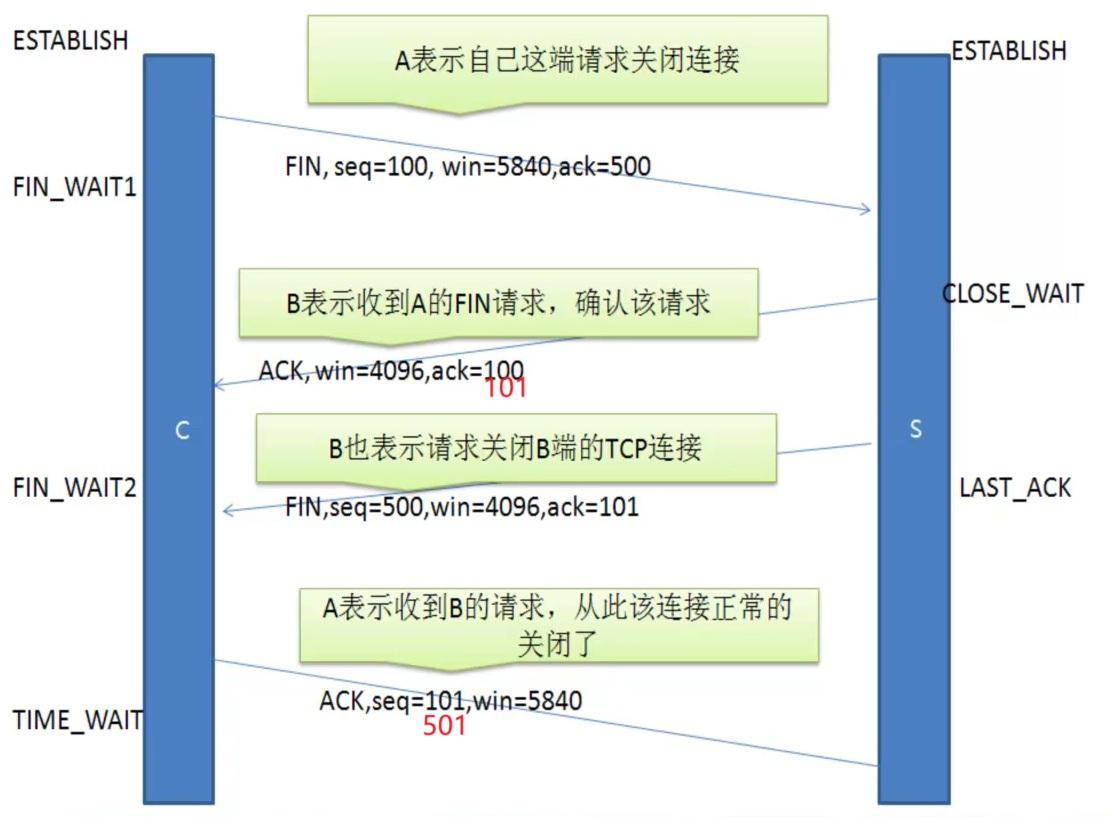 ESTABLISH
ESTABLISH
A表示自己这端请求关闭连接
FIN, seq=100, win=5840,ack=500
FIN_WAIT1
CLOSE_WAIT
B表示收到A的FIN请求，确认该请求
ACK, win=4096,ack=100
101
C
S
B也表示请求关闭B端的TCP连接
FIN_WAIT2
LAST_ACK
FIN,seq=500,win=4096,ack=101
A表示收到B的请求，从此该连接正常的
关闭了
ACK,seq=101,win=5840
501
TIME_WAIT